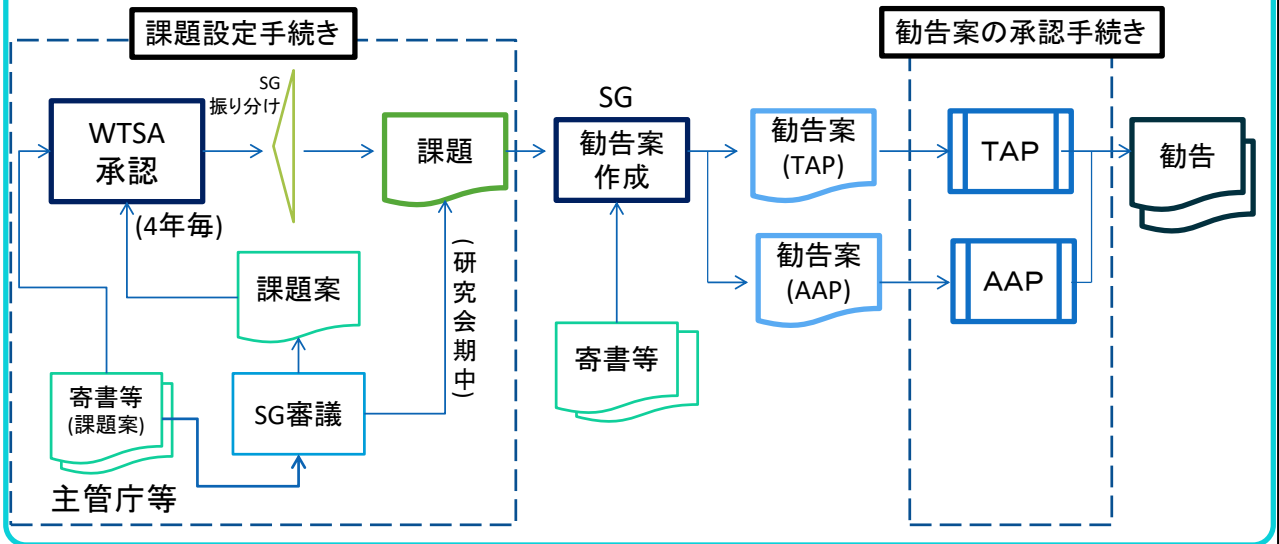 課題設定手続き
勧告案の承認手続き
SG
振り分け
WTSA
承認
(4年毎)
課題
SG
勧告案
作成
勧告案
(TAP)
TAP
勧告
課題案
(研究会期中)
勧告案
(AAP)
AAP
寄書等
(課題案)
SG審議
寄書等
主管庁等